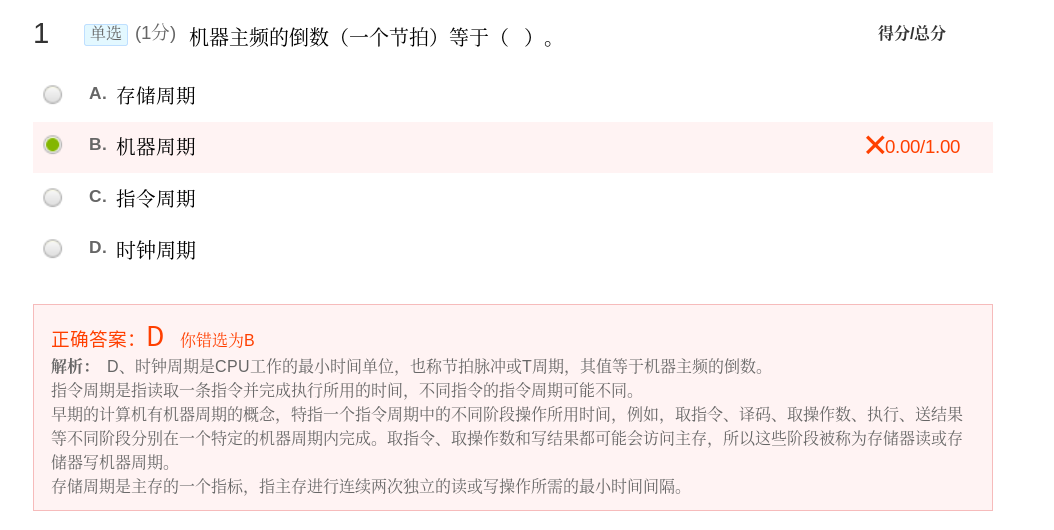 1 单选 (1分) 机器主频的倒数（一个节拍）等于（ ）。 得分/总分
A. 存储周期
B. 机器周期 0.00/1.00
C. 指令周期
D. 时钟周期
正确答案：D 你错选为B
解析： D、时钟周期是CPU工作的最小时间单位，也称节拍脉冲或T周期，其值等于机器主频的倒数。
指令周期是指读取一条指令并完成执行所用的时间，不同指令的指令周期可能不同。
早期的计算机有机器周期的概念，特指一个指令周期中的不同阶段操作所用时间，例如，取指令、译码、取操作数、执行、送结果
等不同阶段分别在一个特定的机器周期内完成。取指令、取操作数和写结果都可能会访问主存，所以这些阶段被称为存储器读或存
储器写机器周期。
存储周期是主存的一个指标，指主存进行连续两次独立的读或写操作所需的最小时间间隔。